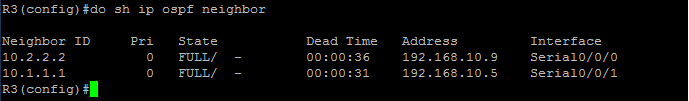 R3(config)#do sh ip ospf neighbor
Neighbor ID     Pri   State           Dead Time   Address         Interface
10.2.2.2          0   FULL/  -        00:00:36    192.168.10.9    Serial0/0/0
10.1.1.1          0   FULL/  -        00:00:31    192.168.10.5    Serial0/0/1
R3(config)#